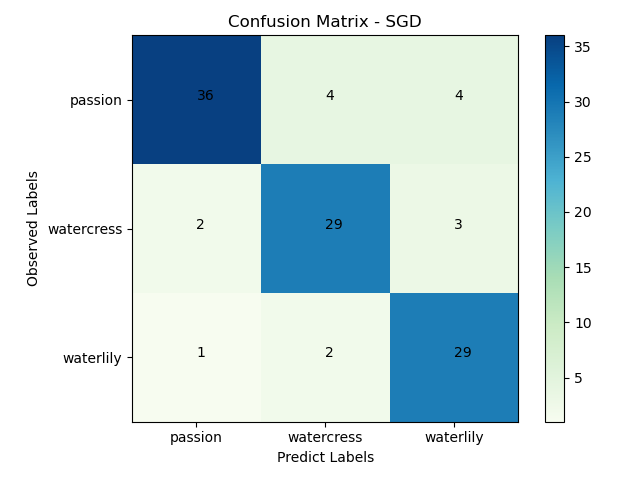 Confusion Matrix - SGD
passion
36
4
4
watercress
2
29
3
waterlily
1
2
29
passion
watercress
waterlily
Predict Labels
Observed Labels
35
30
25
20
15
10
5